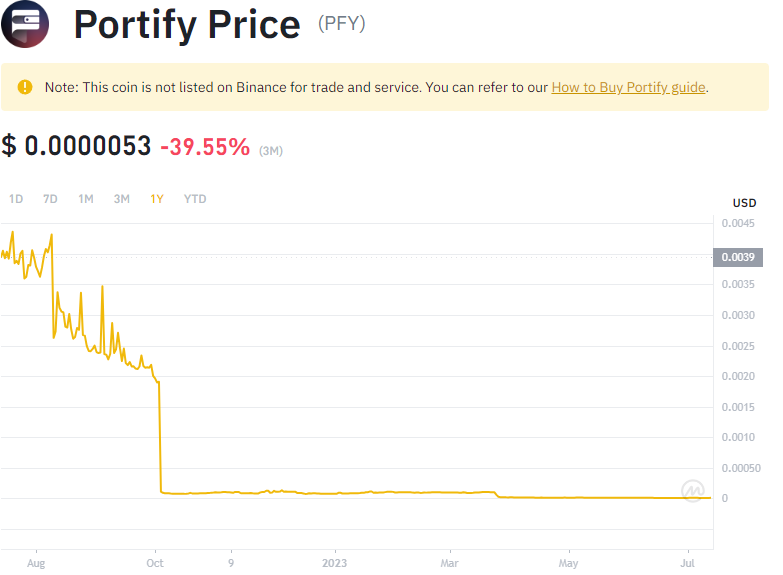 Portify Price (PFY)
Note: This coin is not listed on Binance for trade and service. You can refer to our How to Buy Portify guide.
$ 0.0000053 -39.55% (3M)
1D 7D 1M 3M 1Y YTD
USD
0.0045
0.0039
0.0035
0.0030
0.0025
0.0020
0.0015
0.0010
0.00050
0
Aug Oct 9 2023 Mar May Jul